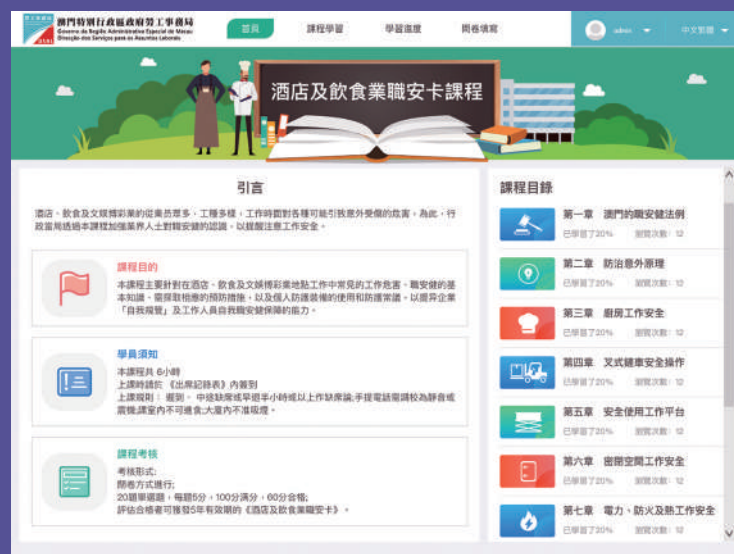 澳門特別行政區政府勞工事務局
Governo da Região Administrativa Especial de Macau
Direcção dos Serviços para os Assuntos Laborais
首頁
課程學習
學習進度
問卷填寫
admin
中文繁體
酒店及飲食業職安卡課程
引言
酒店、飲食及文娛博彩業的從業員眾多，工種多樣，工作時面對各種可能引致意外受傷的危害，為此，行
政當局透過本課程加強業界人士對職安健的認識，以提醒注意工作安全。
課程目的
本課程主要針對在酒店、飲食及文娛博彩業地點工作中常見的工作危害、職安健的基
本知識、需採取相應的預防措施，以及個人防護裝備的使用和防護常識，以提昇企業
「自我規管」及工作人員自我職安健保障的能力。
學員須知
本課程共 6小時
上課時請於 《出席記錄表》內簽到
上課規則： 遲到、 中途缺席或早退半小時或以上作缺席論;手提電話需調校為靜音或
震機;課室內不可進食;大廈內不准吸煙。
課程考核
考核形式:
閉卷方式進行;
20題單選題，每題5分，100分满分，60分合格;
評估合格者可獲發5年有效期的《酒店及飲食業職安卡》。
課程目錄
第一章 澳門的職安健法例
已學習了20% 瀏覽次數: 12
第二章 防治意外原理
已學習了20% 瀏覽次數: 12
第三章 廚房工作安全
已學習了20% 瀏覽次數: 12
第四章 叉式鏟車安全操作
已學習了20% 瀏覽次數: 12
第五章 安全使用工作平台
已學習了20% 瀏覽次數: 12
第六章 密閉空間工作安全
已學習了20% 瀏覽次數: 12
第七章 電力、防火及熱工作安全
已學習了20% 瀏覽次數: 12